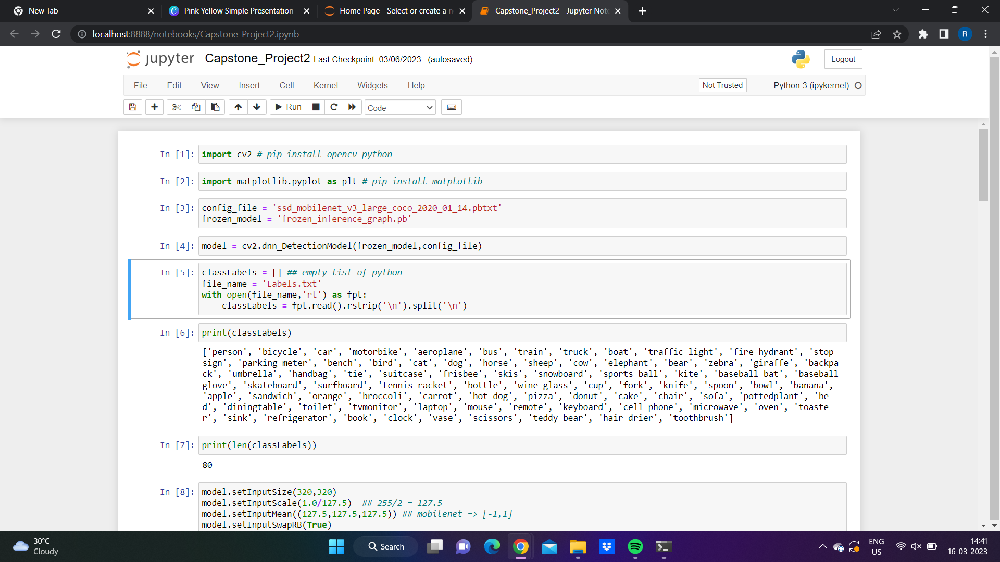 New Tab
Pink Yellow Simple Presentation
Home Page - Select or create a n
Capstone_Project2 - Jupyter Note
localhost:8888/notebooks/Capstone_Project2.ipynb
R
jupyter Capstone_Project2 Last Checkpoint: 03/06/2023 (autosaved)
Logout
File Edit View Insert Cell Kernel Widgets Help
Not Trusted
Python 3 (ipykernel)
Run
Code
In [1]: import cv2 # pip install opencv-python
In [2]: import matplotlib.pyplot as plt # pip install matplotlib
In [3]: config_file = 'ssd_mobilenet_v3_large_coco_2020_01_14.pbtxt'
frozen_model = 'frozen_inference_graph.pb'
In [4]: model = cv2.dnn_DetectionModel(frozen_model,config_file)
In [5]: classLabels = [] ## empty list of python
file_name = 'Labels.txt'
with open(file_name,'rt') as fpt:
    classLabels = fpt.read().rstrip('\n').split('\n')
In [6]: print(classLabels)
['person', 'bicycle', 'car', 'motorbike', 'aeroplane', 'bus', 'train', 'truck', 'boat', 'traffic light', 'fire hydrant', 'stop
sign', 'parking meter', 'bench', 'bird', 'cat', 'dog', 'horse', 'sheep', 'cow', 'elephant', 'bear', 'zebra', 'giraffe', 'backpa
ck', 'umbrella', 'handbag', 'tie', 'suitcase', 'frisbee', 'skis', 'snowboard', 'sports ball', 'kite', 'baseball bat', 'baseball
glove', 'skateboard', 'surfboard', 'tennis racket', 'bottle', 'wine glass', 'cup', 'fork', 'knife', 'spoon', 'bowl', 'banana',
'apple', 'sandwich', 'orange', 'broccoli', 'carrot', 'hot dog', 'pizza', 'donut', 'cake', 'chair', 'sofa', 'pottedplant', 'be
d', 'diningtable', 'toilet', 'tvmonitor', 'laptop', 'mouse', 'remote', 'keyboard', 'cell phone', 'microwave', 'oven', 'toaste
r', 'sink', 'refrigerator', 'book', 'clock', 'vase', 'scissors', 'teddy bear', 'hair drier', 'toothbrush']
In [7]: print(len(classLabels))
80
In [8]: model.setInputSize(320,320)
model.setInputScale(1.0/127.5)  ## 255/2 = 127.5
model.setInputMean((127.5,127.5,127.5)) ## mobilenet => [-1,1]
model.setInputSwapRB(True)
30°C
Cloudy
Search
ENG
US
14:41
16-03-2023